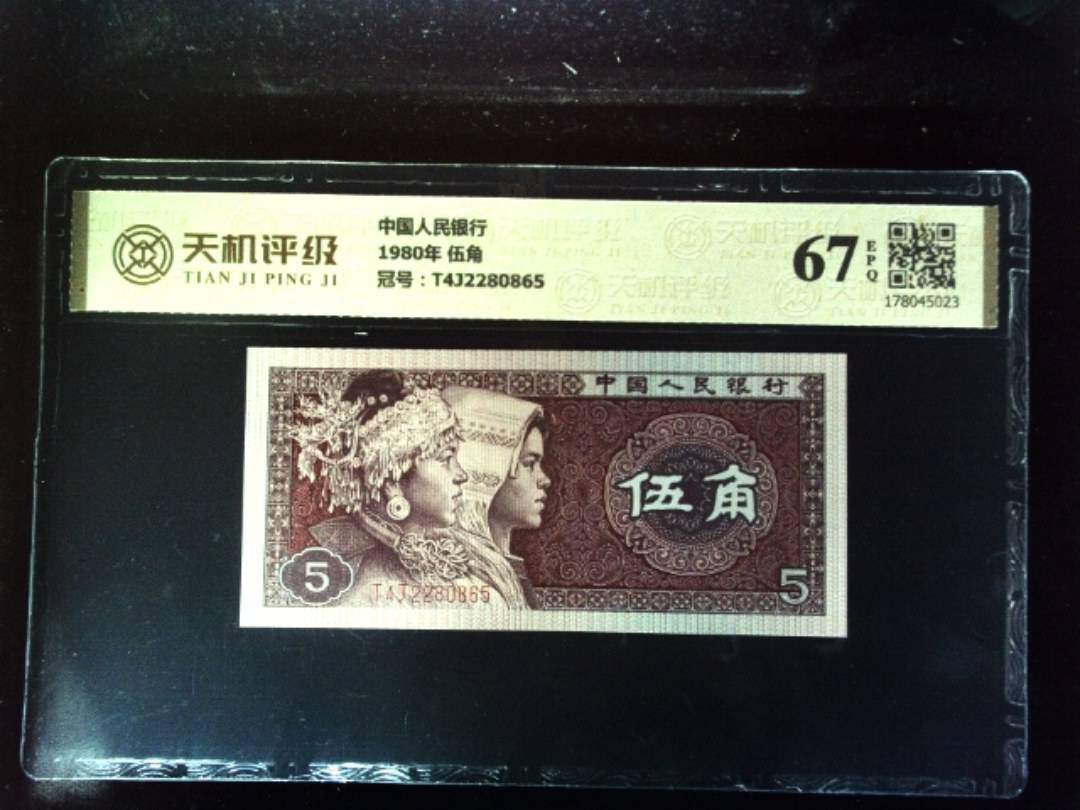 天机评级
TIAN JI PING JI
中国人民银行
1980年 伍角
冠号：T4J2280865
67
EPQ
178045023
中国人民银行
伍角
5
T4J2280865
5